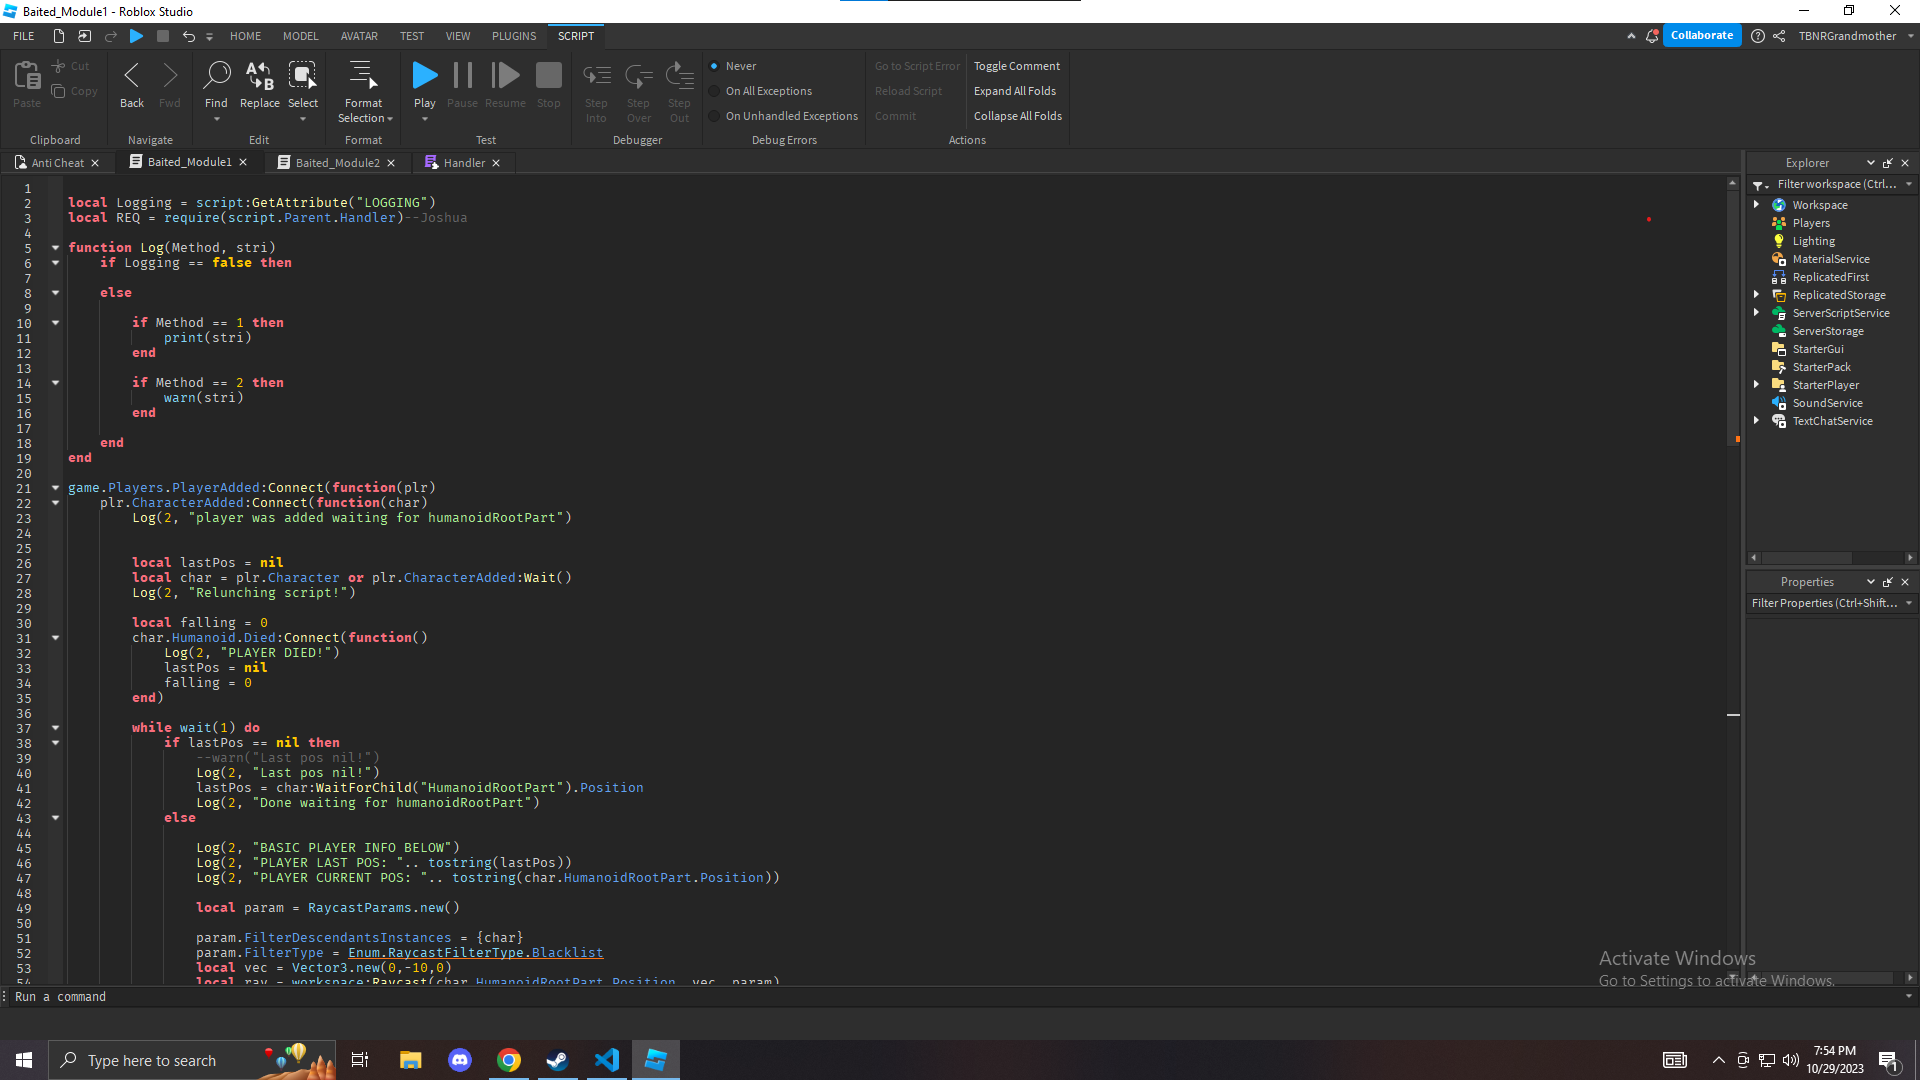 Baited_Module1 - Roblox Studio
FILE HOME MODEL AVATAR TEST VIEW PLUGINS SCRIPT Collaborate TBNRGrandmother
Paste Cut Copy
Clipboard
Back Fwd
Navigate
Find Replace Select
Edit
Format Selection
Format
Play Pause Resume Stop
Test
Step Into Step Over Step Out
Debugger
Never
On All Exceptions
On Unhandled Exceptions
Debug Errors
Go to Script Error Toggle Comment
Reload Script Expand All Folds
Commit Collapse All Folds
Actions
Anti Cheat Baited_Module1 Baited_Module2 Handler
1
2 local Logging = script:GetAttribute("LOGGING")
3 local REQ = require(script.Parent.Handler)--Joshua
4
5 function Log(Method, stri)
6 if Logging == false then
7
8 else
9
10 if Method == 1 then
11 print(stri)
12 end
13
14 if Method == 2 then
15 warn(stri)
16 end
17
18 end
19 end
20
21 game.Players.PlayerAdded:Connect(function(plr)
22 plr.CharacterAdded:Connect(function(char)
23 Log(2, "player was added waiting for humanoidRootPart")
24
25
26 local lastPos = nil
27 local char = plr.Character or plr.CharacterAdded:Wait()
28 Log(2, "Relunching script!")
29
30 local falling = 0
31 char.Humanoid.Died:Connect(function()
32 Log(2, "PLAYER DIED!")
33 lastPos = nil
34 falling = 0
35 end)
36
37 while wait(1) do
38 if lastPos == nil then
39 --warn("Last pos nil!")
40 Log(2, "Last pos nil!")
41 lastPos = char:WaitForChild("HumanoidRootPart").Position
42 Log(2, "Done waiting for humanoidRootPart")
43 else
44
45 Log(2, "BASIC PLAYER INFO BELOW")
46 Log(2, "PLAYER LAST POS: ".. tostring(lastPos))
47 Log(2, "PLAYER CURRENT POS: ".. tostring(char.HumanoidRootPart.Position))
48
49 local param = RaycastParams.new()
50
51 param.FilterDescendantsInstances = {char}
52 param.FilterType = Enum.RaycastFilterType.Blacklist
53 local vec = Vector3.new(0,-10,0)
54 local ray = workspace:Raycast(char.HumanoidRootPart.Position, vec, param)
Explorer
Filter workspace (Ctrl...
Workspace
Players
Lighting
MaterialService
ReplicatedFirst
ReplicatedStorage
ServerScriptService
ServerStorage
StarterGui
StarterPack
StarterPlayer
SoundService
TextChatService
Properties
Filter Properties (Ctrl+Shift...
Activate Windows
Go to Settings to activate Windows.
Run a command
Type here to search
7:54 PM
10/29/2023
1